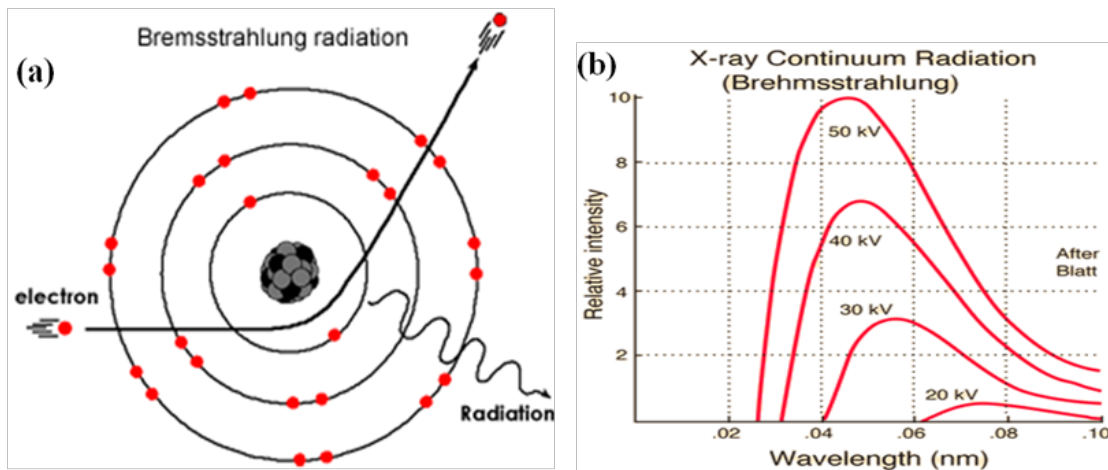 Bremsstrahlung radiation
(a)
electron
Radiation
(b)
X-ray Continuum Radiation
(Brehmsstrahlung)
10
8
6
4
2
Relative intensity
50 kV
40 kV
30 kV
20 kV
After
Blatt
.02
.04
.06
.08
.10
Wavelength (nm)